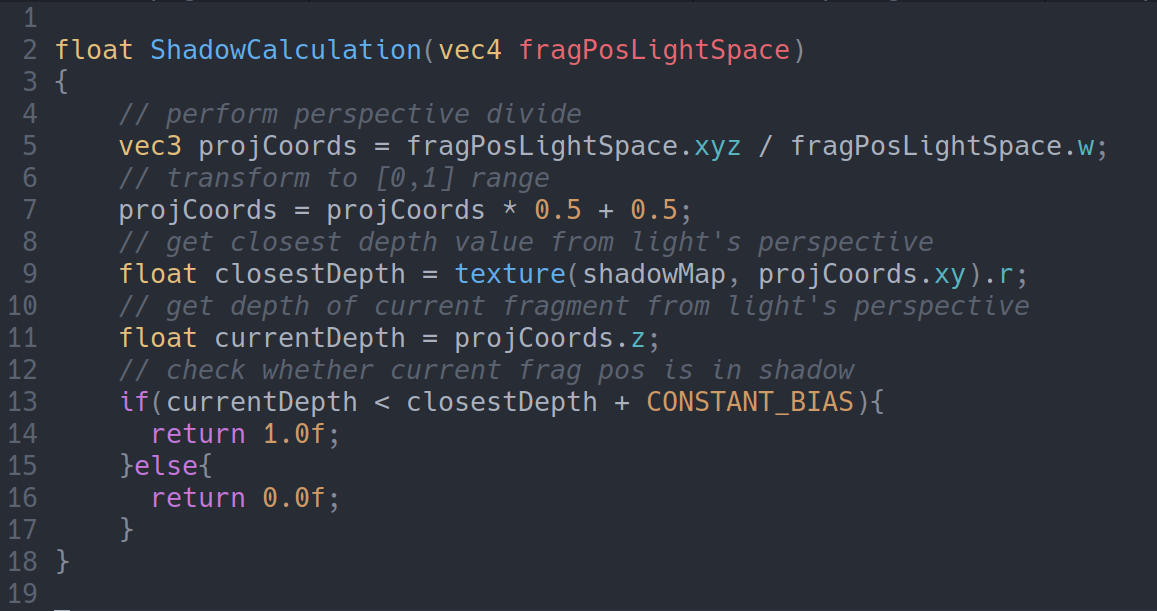 1
2 float ShadowCalculation(vec4 fragPosLightSpace)
3 {
4     // perform perspective divide
5     vec3 projCoords = fragPosLightSpace.xyz / fragPosLightSpace.w;
6     // transform to [0,1] range
7     projCoords = projCoords * 0.5 + 0.5;
8     // get closest depth value from light's perspective
9     float closestDepth = texture(shadowMap, projCoords.xy).r;
10     // get depth of current fragment from light's perspective
11     float currentDepth = projCoords.z;
12     // check whether current frag pos is in shadow
13     if(currentDepth < closestDepth + CONSTANT_BIAS){
14       return 1.0f;
15     }else{
16       return 0.0f;
17     }
18 }
19